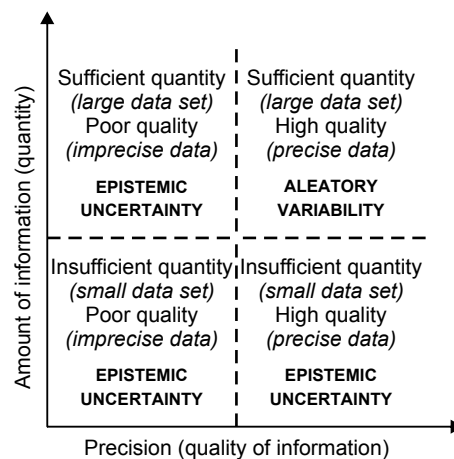 Amount of information (quantity)
Sufficient quantity
(large data set)
Poor quality
(imprecise data)
EPISTEMIC
UNCERTAINTY
Sufficient quantity
(large data set)
High quality
(precise data)
ALEATORY
VARIABILITY
Insufficient quantity
(small data set)
Poor quality
(imprecise data)
EPISTEMIC
UNCERTAINTY
Insufficient quantity
(small data set)
High quality
(precise data)
EPISTEMIC
UNCERTAINTY
Precision (quality of information)